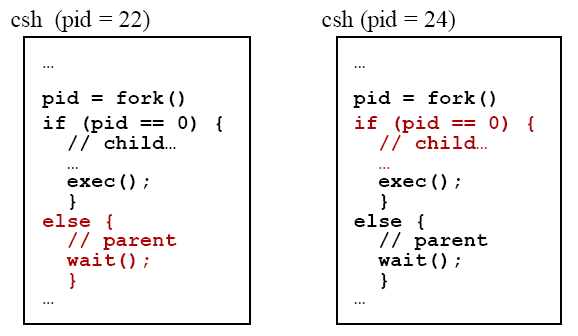 csh (pid = 22)
…
pid = fork()
if (pid == 0) {
// child…
…
exec();
}
else {
// parent
wait();
}
…
csh (pid = 24)
…
pid = fork()
if (pid == 0) {
// child…
…
exec();
}
else {
// parent
wait();
}
…